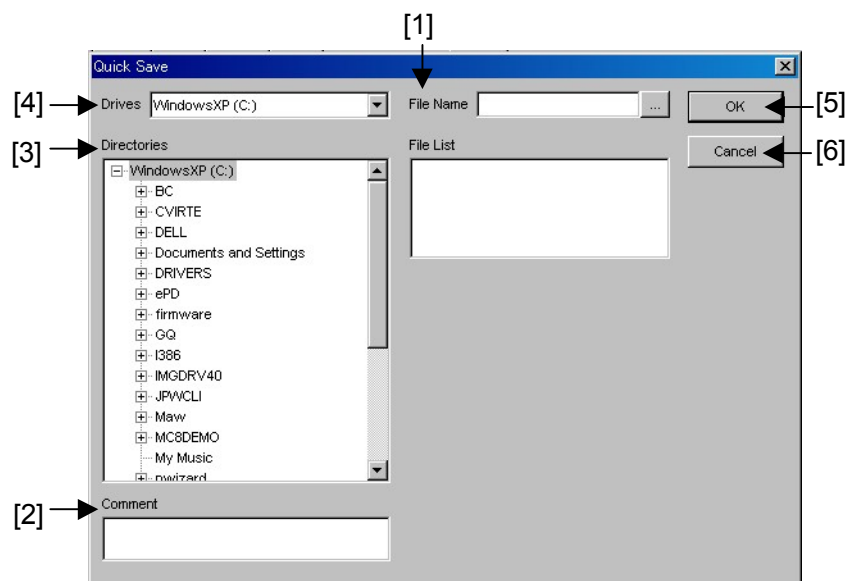 [1]
Quick Save
[4] Drives WindowsXP (C:) File Name ... OK [5]
[3] Directories File List Cancel [6]
WindowsXP (C:)
BC
CVIRTE
DELL
Documents and Settings
DRIVERS
ePD
firmware
GQ
I386
IMGDRV40
JPWCLI
Maw
MC8DEMO
My Music
pwizard
[2] Comment